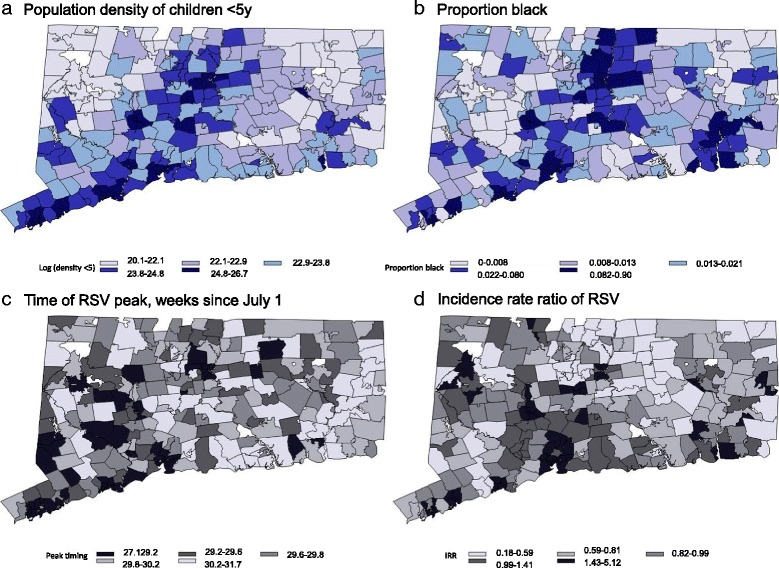 a Population density of children <5y
b Proportion black
Log (density <5)
20.1-22.1
22.1-22.9
22.9-23.8
23.8-24.8
24.8-26.7
Proportion black
0-0.008
0.008-0.013
0.013-0.021
0.022-0.080
0.082-0.90
c Time of RSV peak, weeks since July 1
d Incidence rate ratio of RSV
Peak timing
27.129.2
29.2-29.6
29.6-29.8
29.8-30.2
30.2-31.7
IRR
0.18-0.59
0.59-0.81
0.82-0.99
0.99-1.41
1.43-5.12